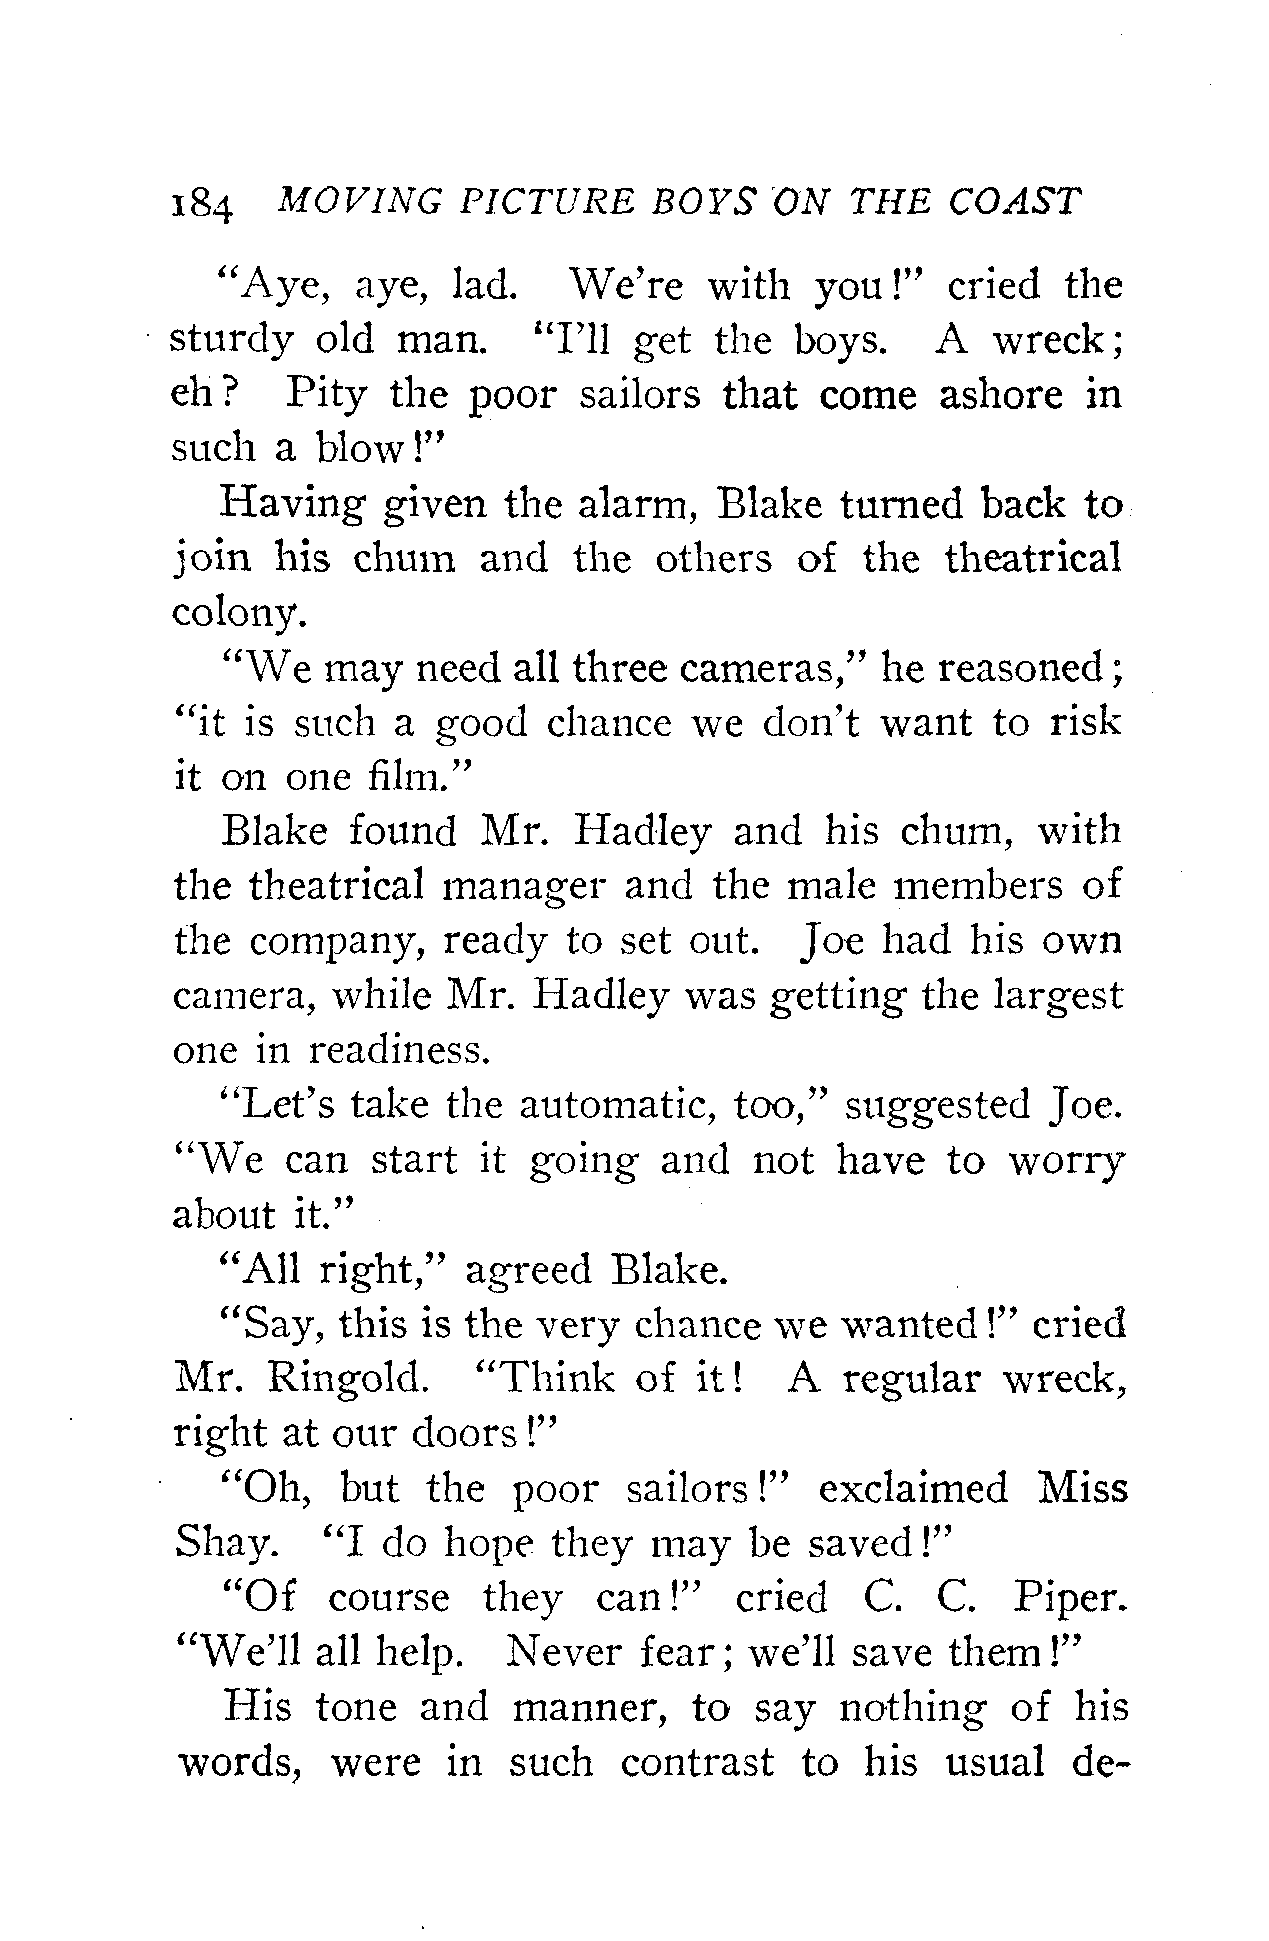 184 MOVING PICTURE BOYS ON THE COAST
"Aye, aye, lad. We're with you!" cried the
sturdy old man. "I'll get the boys. A wreck;
eh? Pity the poor sailors that come ashore in
such a blow!"
Having given the alarm, Blake turned back to
join his chum and the others of the theatrical
colony.
"We may need all three cameras," he reasoned;
"it is such a good chance we don't want to risk
it on one film."
Blake found Mr. Hadley and his chum, with
the theatrical manager and the male members of
the company, ready to set out. Joe had his own
camera, while Mr. Hadley was getting the largest
one in readiness.
"Let's take the automatic, too," suggested Joe.
"We can start it going and not have to worry
about it."
"All right," agreed Blake.
"Say, this is the very chance we wanted!" cried
Mr. Ringold. "Think of it! A regular wreck,
right at our doors!"
"Oh, but the poor sailors!" exclaimed Miss
Shay. "I do hope they may be saved!"
"Of course they can!" cried C. C. Piper.
"We'll all help. Never fear; we'll save them!"
His tone and manner, to say nothing of his
words, were in such contrast to his usual de-